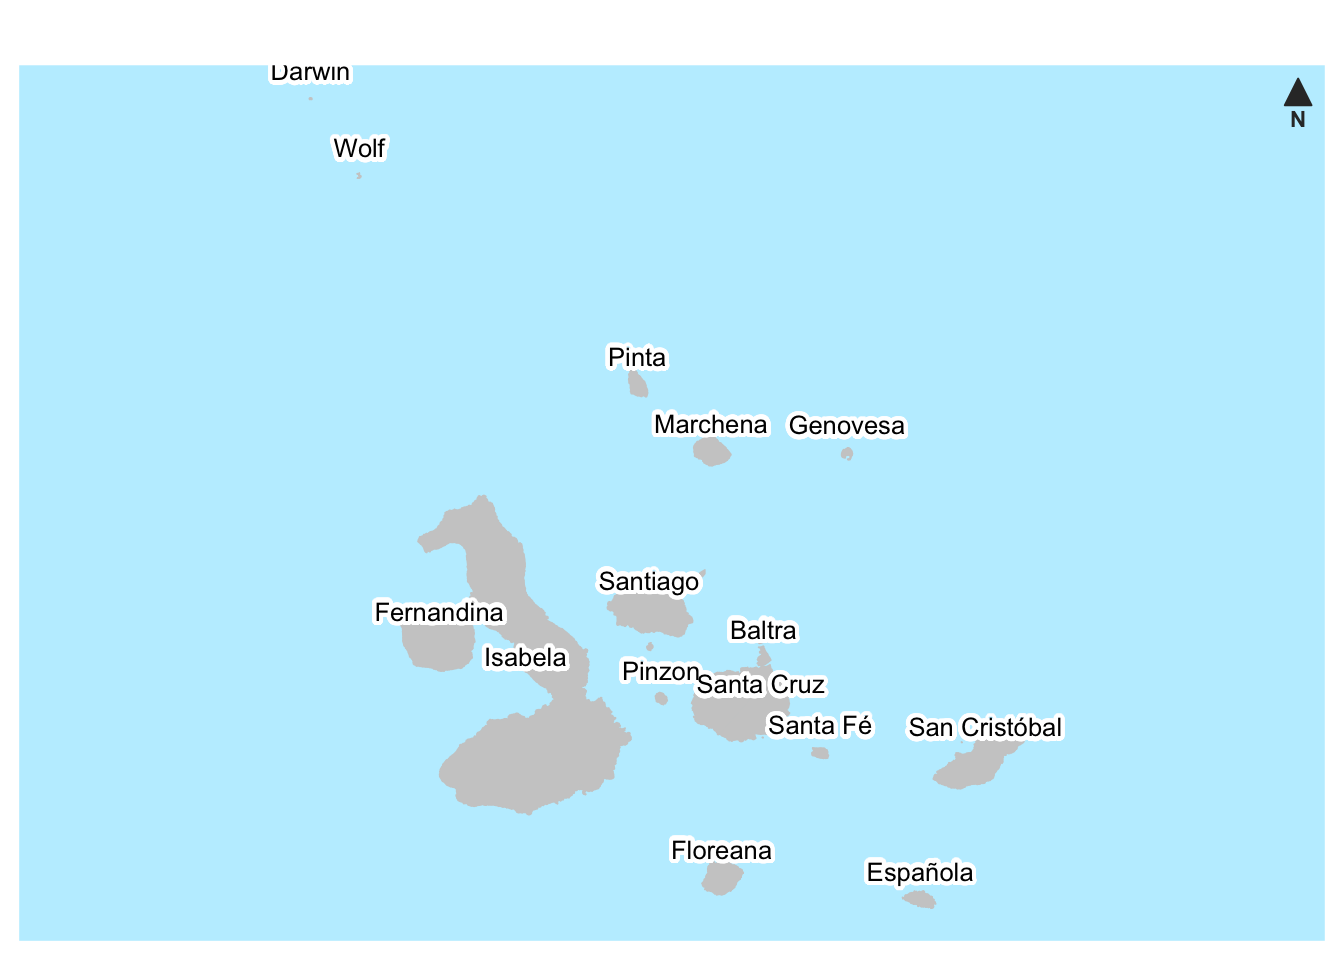 Darwin
N
Wolf
Pinta
Marchena
Genovesa
Santiago
Fernandina
Baltra
Isabela
Pinzon
Santa Cruz
Santa Fé
San Cristóbal
Floreana
Española